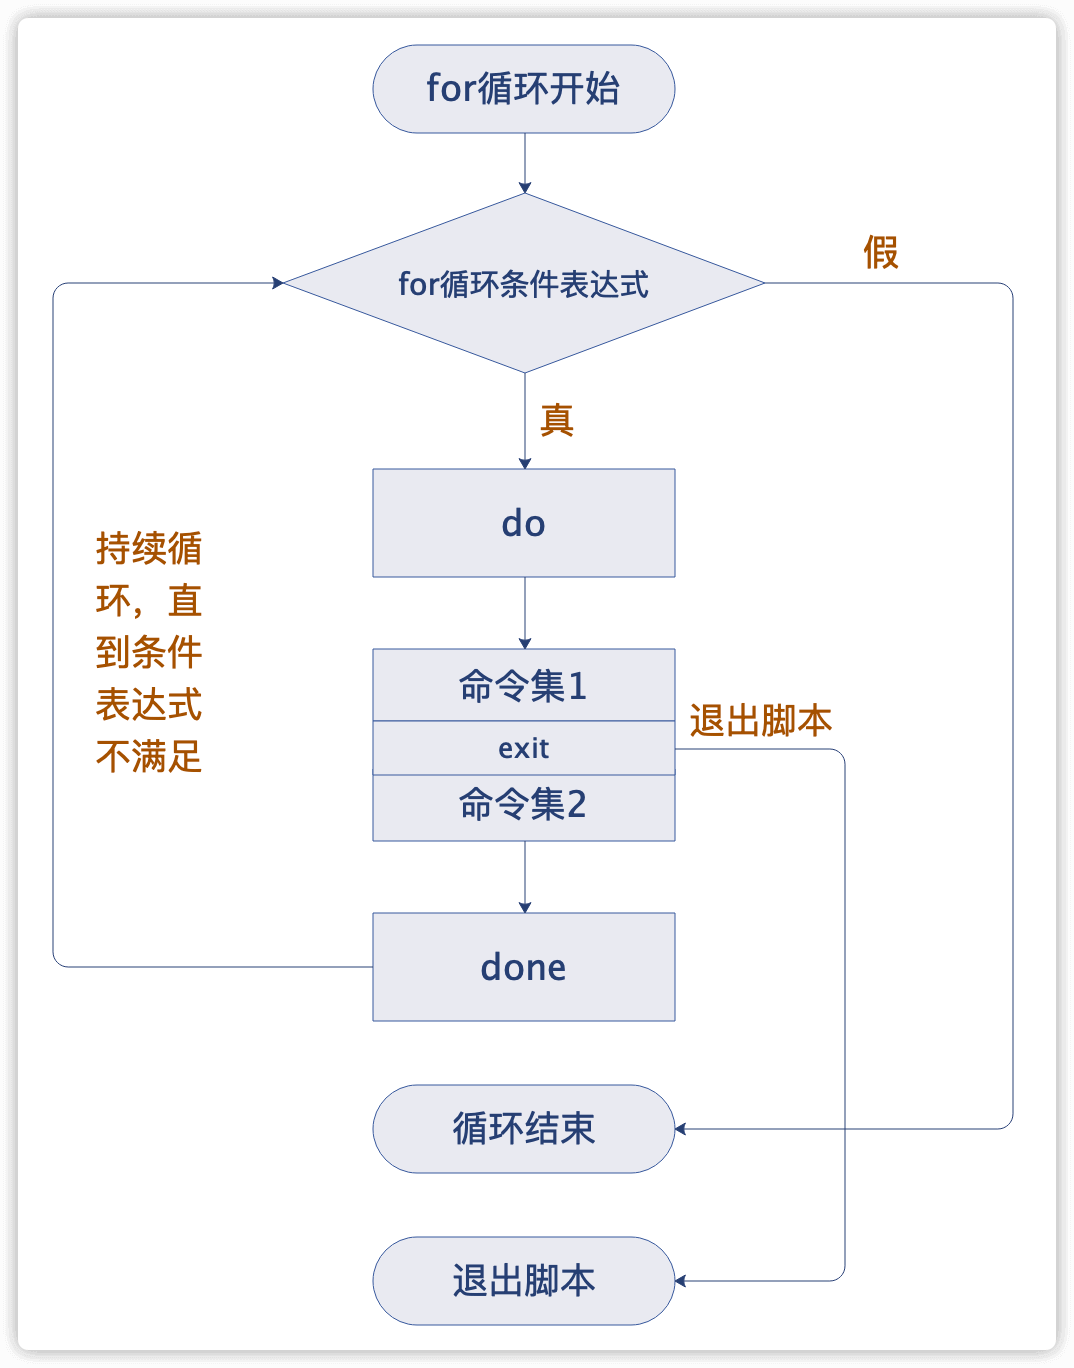 for循环开始
假
for循环条件表达式
真
do
持续循
环，直
到条件
表达式
不满足
命令集1
退出脚本
exit
命令集2
done
循环结束
退出脚本